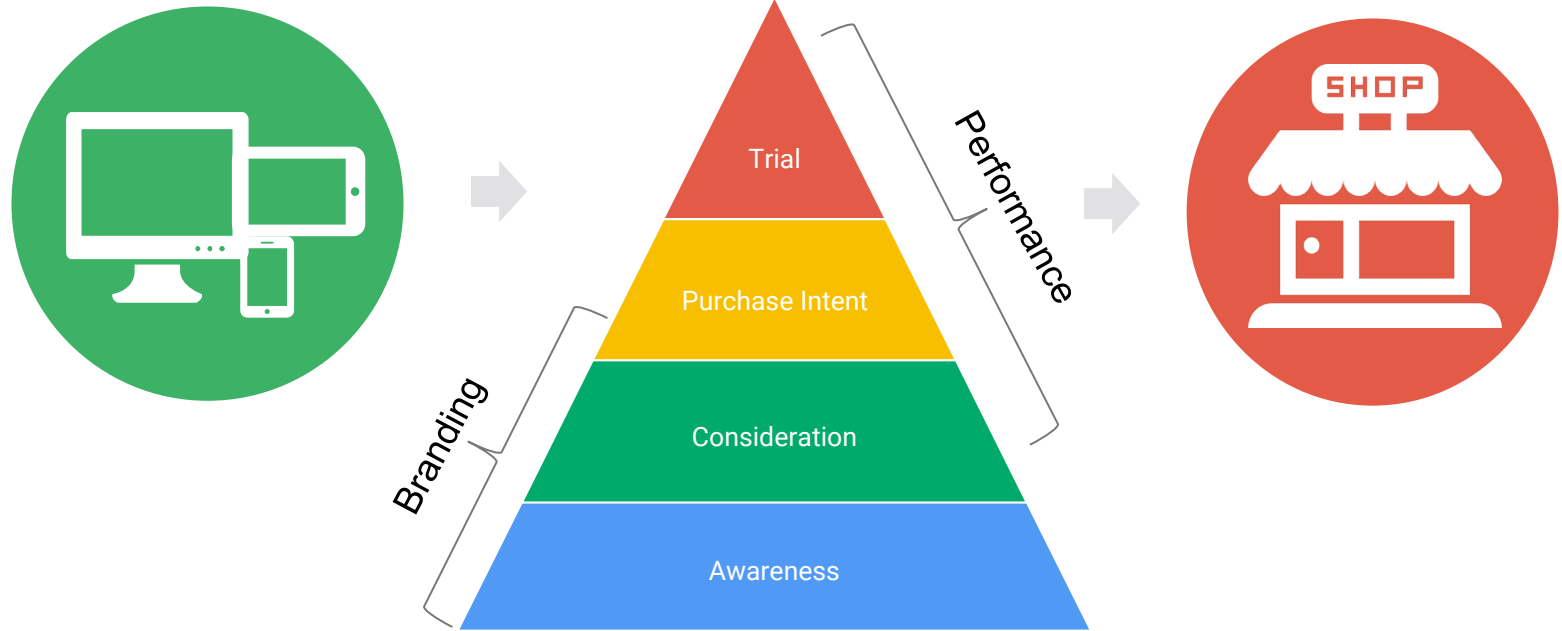 SHOP
Trial
Performance
Purchase Intent
Branding
Consideration
Awareness